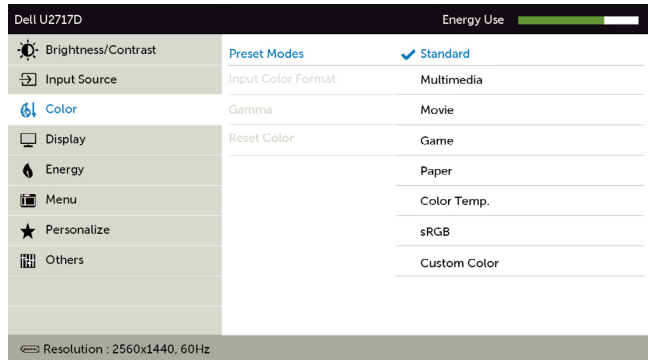 Dell U2717D
Energy Use
Brightness/Contrast
Input Source
Color
Display
Energy
Menu
Personalize
Others
Preset Modes
Input Color Format
Gamma
Reset Color
Standard
Multimedia
Movie
Game
Paper
Color Temp.
sRGB
Custom Color
Resolution : 2560x1440, 60Hz